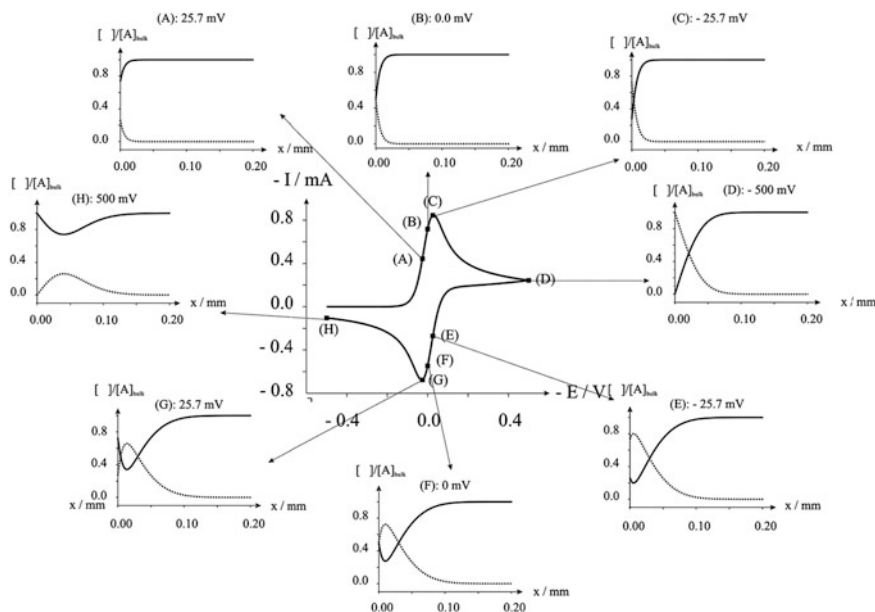 (A): 25.7 mV
[ ]/[A]bulk
0.8
0.4
0.0
x / mm
0.00 0.10 0.20
(B): 0.0 mV
[ ]/[A]bulk
0.8
0.4
0.0
x / mm
0.00 0.10 0.20
(C): - 25.7 mV
[ ]/[A]bulk
0.8
0.4
0.0
x / mm
0.00 0.10 0.20
[ ]/[A]bulk
(H): 500 mV
0.8
0.4
0.0
x / mm
0.00 0.10 0.20
- I / mA
0.8
0.4
0.0
- 0.4
- 0.8
(A)
(B)
(C)
(D)
(E)
(F)
(G)
(H)
- 0.4 0.0 0.4
- E / V
[ ]/[A]bulk
(D): - 500 mV
0.8
0.4
0.0
x / mm
0.00 0.10 0.20
[ ]/[A]bulk
(G): 25.7 mV
0.8
0.4
0.0
x / mm
x / mm
0.00 0.10 0.20
[ ]/[A]bulk
(F): 0 mV
0.8
0.4
0.0
x / mm
0.00 0.10 0.20
[ ]/[A]bulk
(E): - 25.7 mV
0.8
0.4
0.0
x / mm
0.00 0.10 0.20